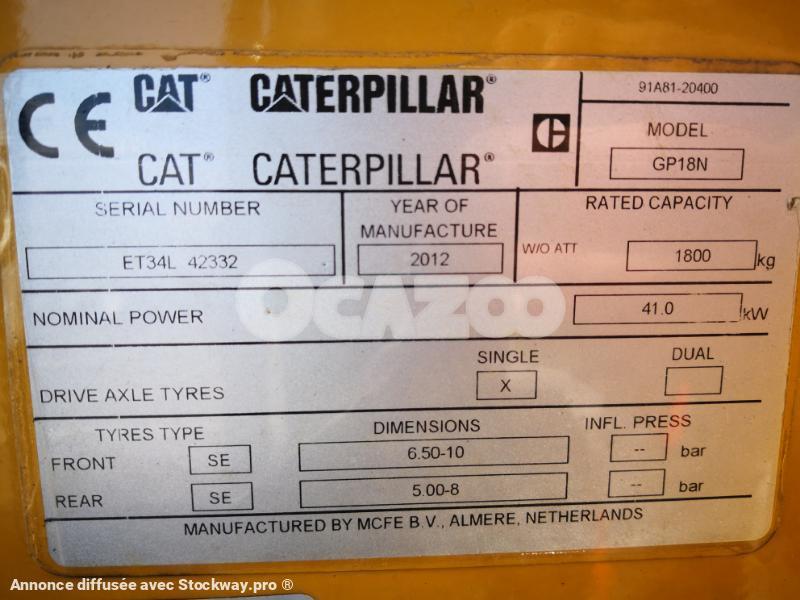 CE CAT® CATERPILLAR®
CAT® CATERPILLAR®
91A81-20400
MODEL
GP18N
SERIAL NUMBER
ET34L 42332
YEAR OF
MANUFACTURE
2012
RATED CAPACITY
W/O ATT 1800 kg
NOMINAL POWER 41.0 kW
SINGLE DUAL
DRIVE AXLE TYRES X
TYRES TYPE DIMENSIONS INFL. PRESS
FRONT SE 6.50-10 -- bar
REAR SE 5.00-8 -- bar
MANUFACTURED BY MCFE B.V., ALMERE, NETHERLANDS
OCAZOO
Annonce diffusée avec Stockway.pro ®